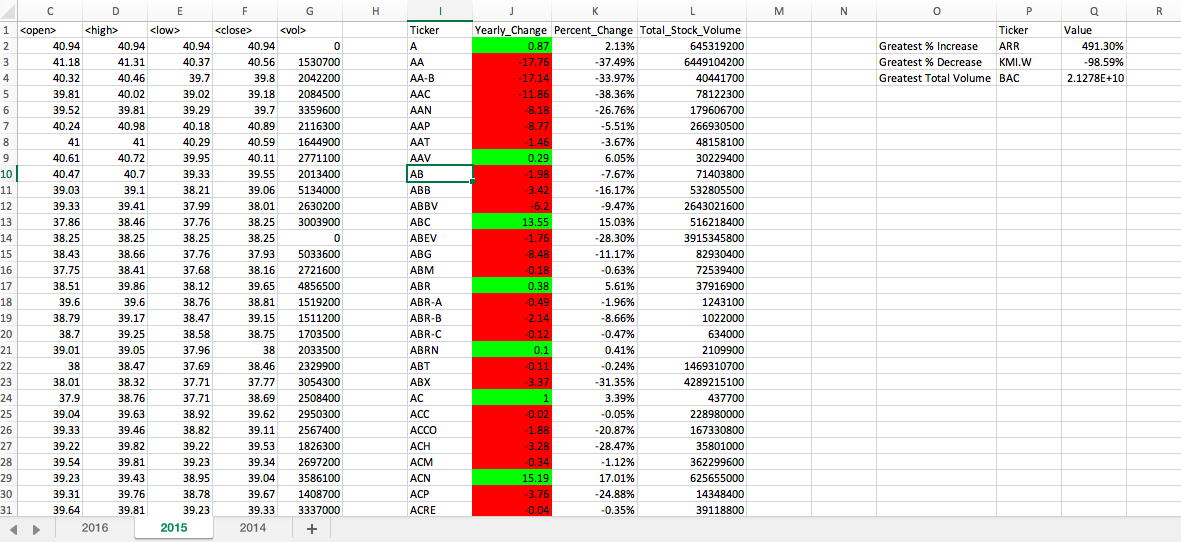 C D E F G H I J K L M N O P Q R
1 <open> <high> <low> <close> <vol> Ticker Yearly_Change Percent_Change Total_Stock_Volume Ticker Value
2 40.94 40.94 40.94 40.94 0 A 0.87 2.13% 645319200 Greatest % Increase ARR 491.30%
3 41.18 41.31 40.37 40.56 1530700 AA -17.76 -37.49% 6449104200 Greatest % Decrease KMI.W -98.59%
4 40.32 40.46 39.7 39.8 2042200 AA-B -17.14 -33.97% 40441700 Greatest Total Volume BAC 2.1278E+10
5 39.81 40.02 39.02 39.18 2084500 AAC -11.86 -38.36% 78122300
6 39.52 39.81 39.29 39.7 3359600 AAN -8.18 -26.76% 179606700
7 40.24 40.98 40.18 40.89 2116300 AAP -8.77 -5.51% 266930500
8 41 41 40.29 40.59 1644900 AAT -1.46 -3.67% 48158100
9 40.61 40.72 39.95 40.11 2771100 AAV 0.29 6.05% 30229400
10 40.47 40.7 39.33 39.55 2013400 AB -1.98 -7.67% 71403800
11 39.03 39.1 38.21 39.06 5134000 ABB -3.42 -16.17% 532805500
12 39.33 39.41 37.99 38.01 2630200 ABBV -6.2 -9.47% 2643021600
13 37.86 38.46 37.76 38.25 3003900 ABC 13.55 15.03% 516218400
14 38.25 38.25 38.25 38.25 0 ABEV -1.76 -28.30% 3915345800
15 38.43 38.66 37.76 37.93 5033600 ABG -8.48 -11.17% 82930400
16 37.75 38.41 37.68 38.16 2721600 ABM -0.18 -0.63% 72539400
17 38.51 39.86 38.12 39.65 4856500 ABR 0.38 5.61% 37916900
18 39.6 39.6 38.76 38.81 1519200 ABR-A -0.49 -1.96% 1243100
19 38.79 39.17 38.47 39.15 1511200 ABR-B -2.14 -8.66% 1022000
20 38.7 39.25 38.58 38.75 1703500 ABR-C -0.12 -0.47% 634000
21 39.01 39.05 37.96 38 2033500 ABRN 0.1 0.41% 2109900
22 38 38.47 37.69 38.46 2329900 ABT -0.11 -0.24% 1469310700
23 38.01 38.32 37.71 37.77 3054300 ABX -3.37 -31.35% 4289215100
24 37.9 38.76 37.71 38.69 2508400 AC 1 3.39% 437700
25 39.04 39.63 38.92 39.62 2950300 ACC -0.02 -0.05% 228980000
26 39.33 39.46 38.82 39.11 2567400 ACCO -1.88 -20.87% 167330800
27 39.22 39.82 39.22 39.53 1826300 ACH -3.28 -28.47% 35801000
28 39.54 39.81 39.23 39.34 2697200 ACM -0.34 -1.12% 362299600
29 39.23 39.43 38.95 39.04 3586100 ACN 15.19 17.01% 625655000
30 39.31 39.76 38.78 39.67 1408700 ACP -3.76 -24.88% 14348400
31 39.64 39.81 39.23 39.33 3337000 ACRE -0.04 -0.35% 39118800
2016 2015 2014 +